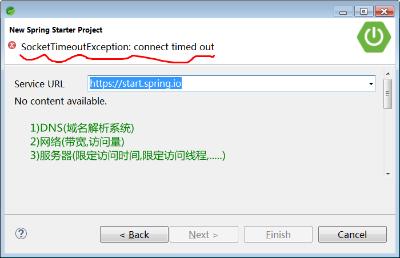 New Spring Starter Project
SocketTimeoutException: connect timed out
Service URL
https://start.spring.io
No content available.
1)DNS(域名解析系统)
2)网络(带宽,访问量)
3)服务器(限定访问时间,限定访问线程,.....)
?
< Back
Next >
Finish
Cancel